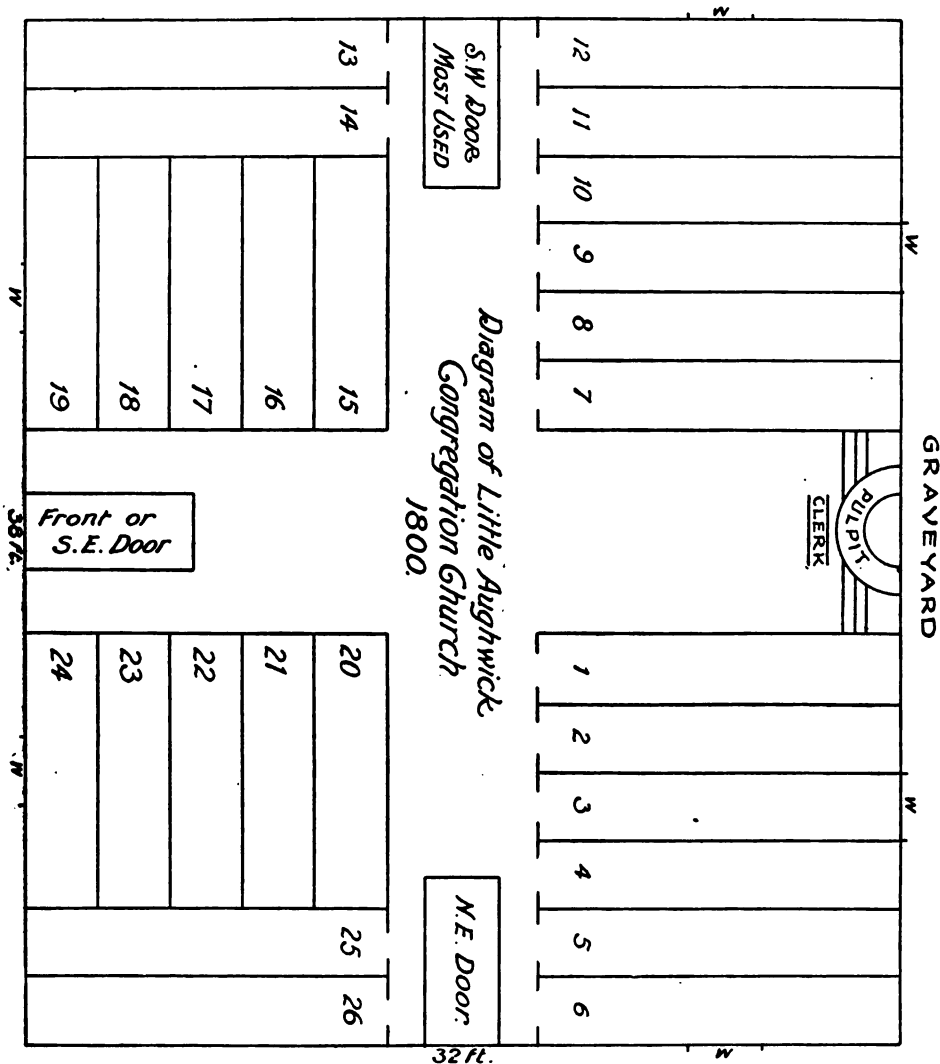 GRAVEYARD
PULPIT.
CLERK
Diagram of Little Aughwick
Congregation Church
1800.
S.W Door
Most Used
N.E. Door.
Front or
S.E. Door
38 ft.
32 ft.
1
2
3
4
5
6
7
8
9
10
11
12
13
14
15
16
17
18
19
20
21
22
23
24
25
26
W
W
W
W
W
W